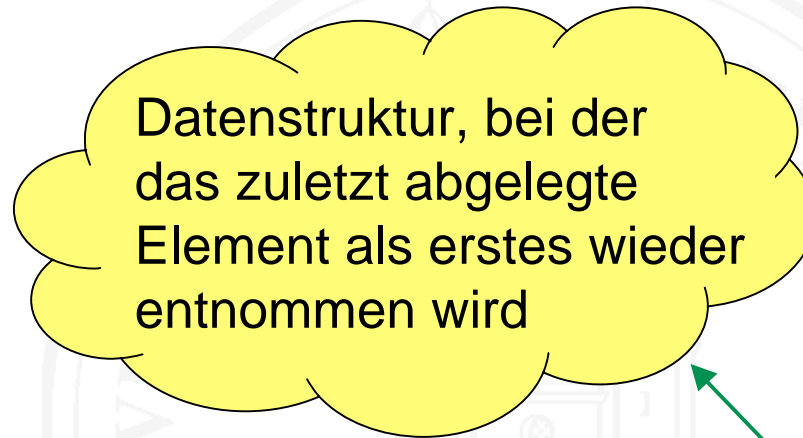 Datenstruktur, bei der
das zuletzt abgelegte
Element als erstes wieder
entnommen wird